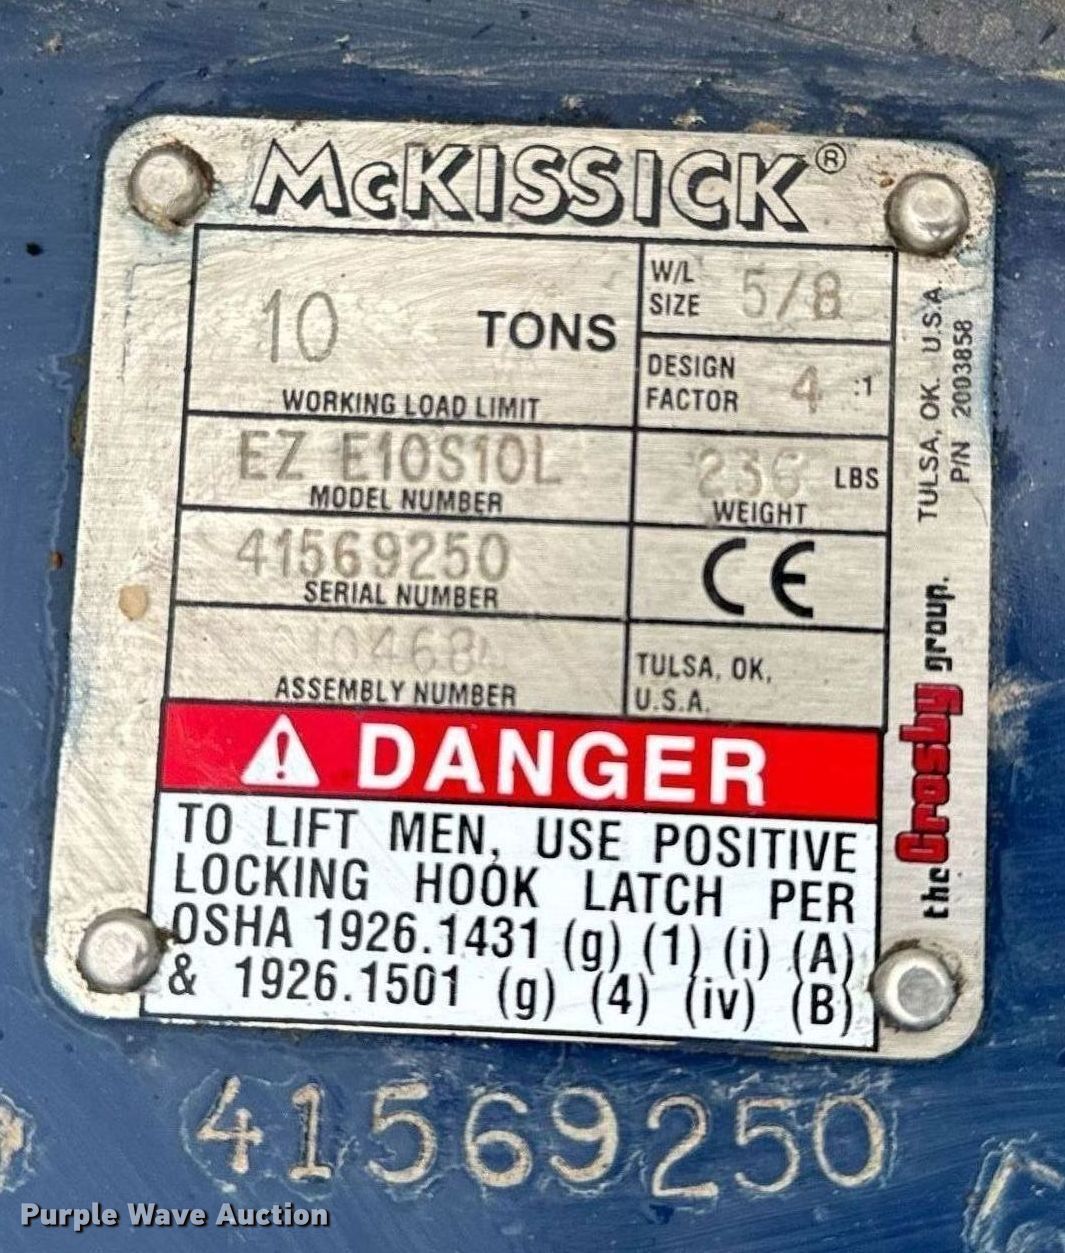 McKISSICK®
10 TONS
WORKING LOAD LIMIT
W/L
SIZE 5/8
DESIGN
FACTOR 4 :1
EZ E10S10L
MODEL NUMBER
LBS
WEIGHT
41569250
SERIAL NUMBER
CE
ASSEMBLY NUMBER
TULSA, OK,
U.S.A.
TULSA, OK. U.S.A.
P/N 2003858
the Crosby group.
DANGER
TO LIFT MEN, USE POSITIVE
LOCKING HOOK LATCH PER
OSHA 1926.1431 (g) (1) (i) (A)
& 1926.1501 (g) (4) (iv) (B)
41569250
Purple Wave Auction